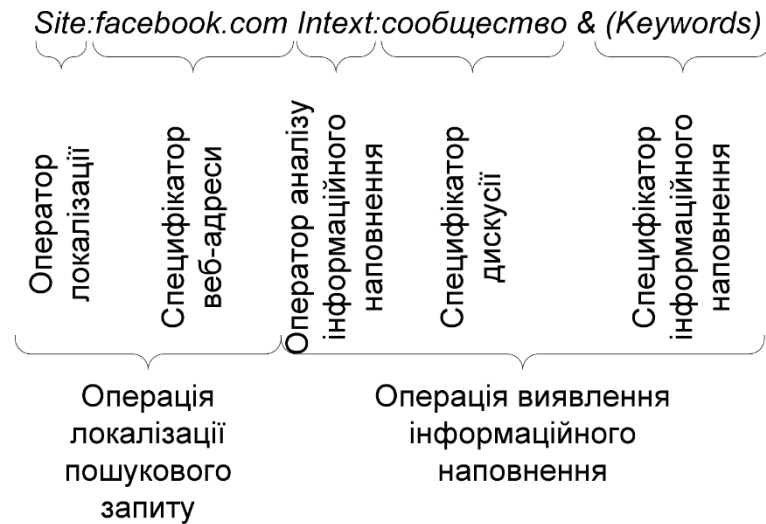 Site:facebook.com Intext:сообщество & (Keywords)
Оператор
локалізації
Специфікатор
веб-адреси
Оператор аналізу
інформаційного
наповнення
Специфікатор
дискусії
Специфікатор
інформаційного
наповнення
Операція
локалізації
пошукового
запиту
Операція виявлення
інформаційного
наповнення